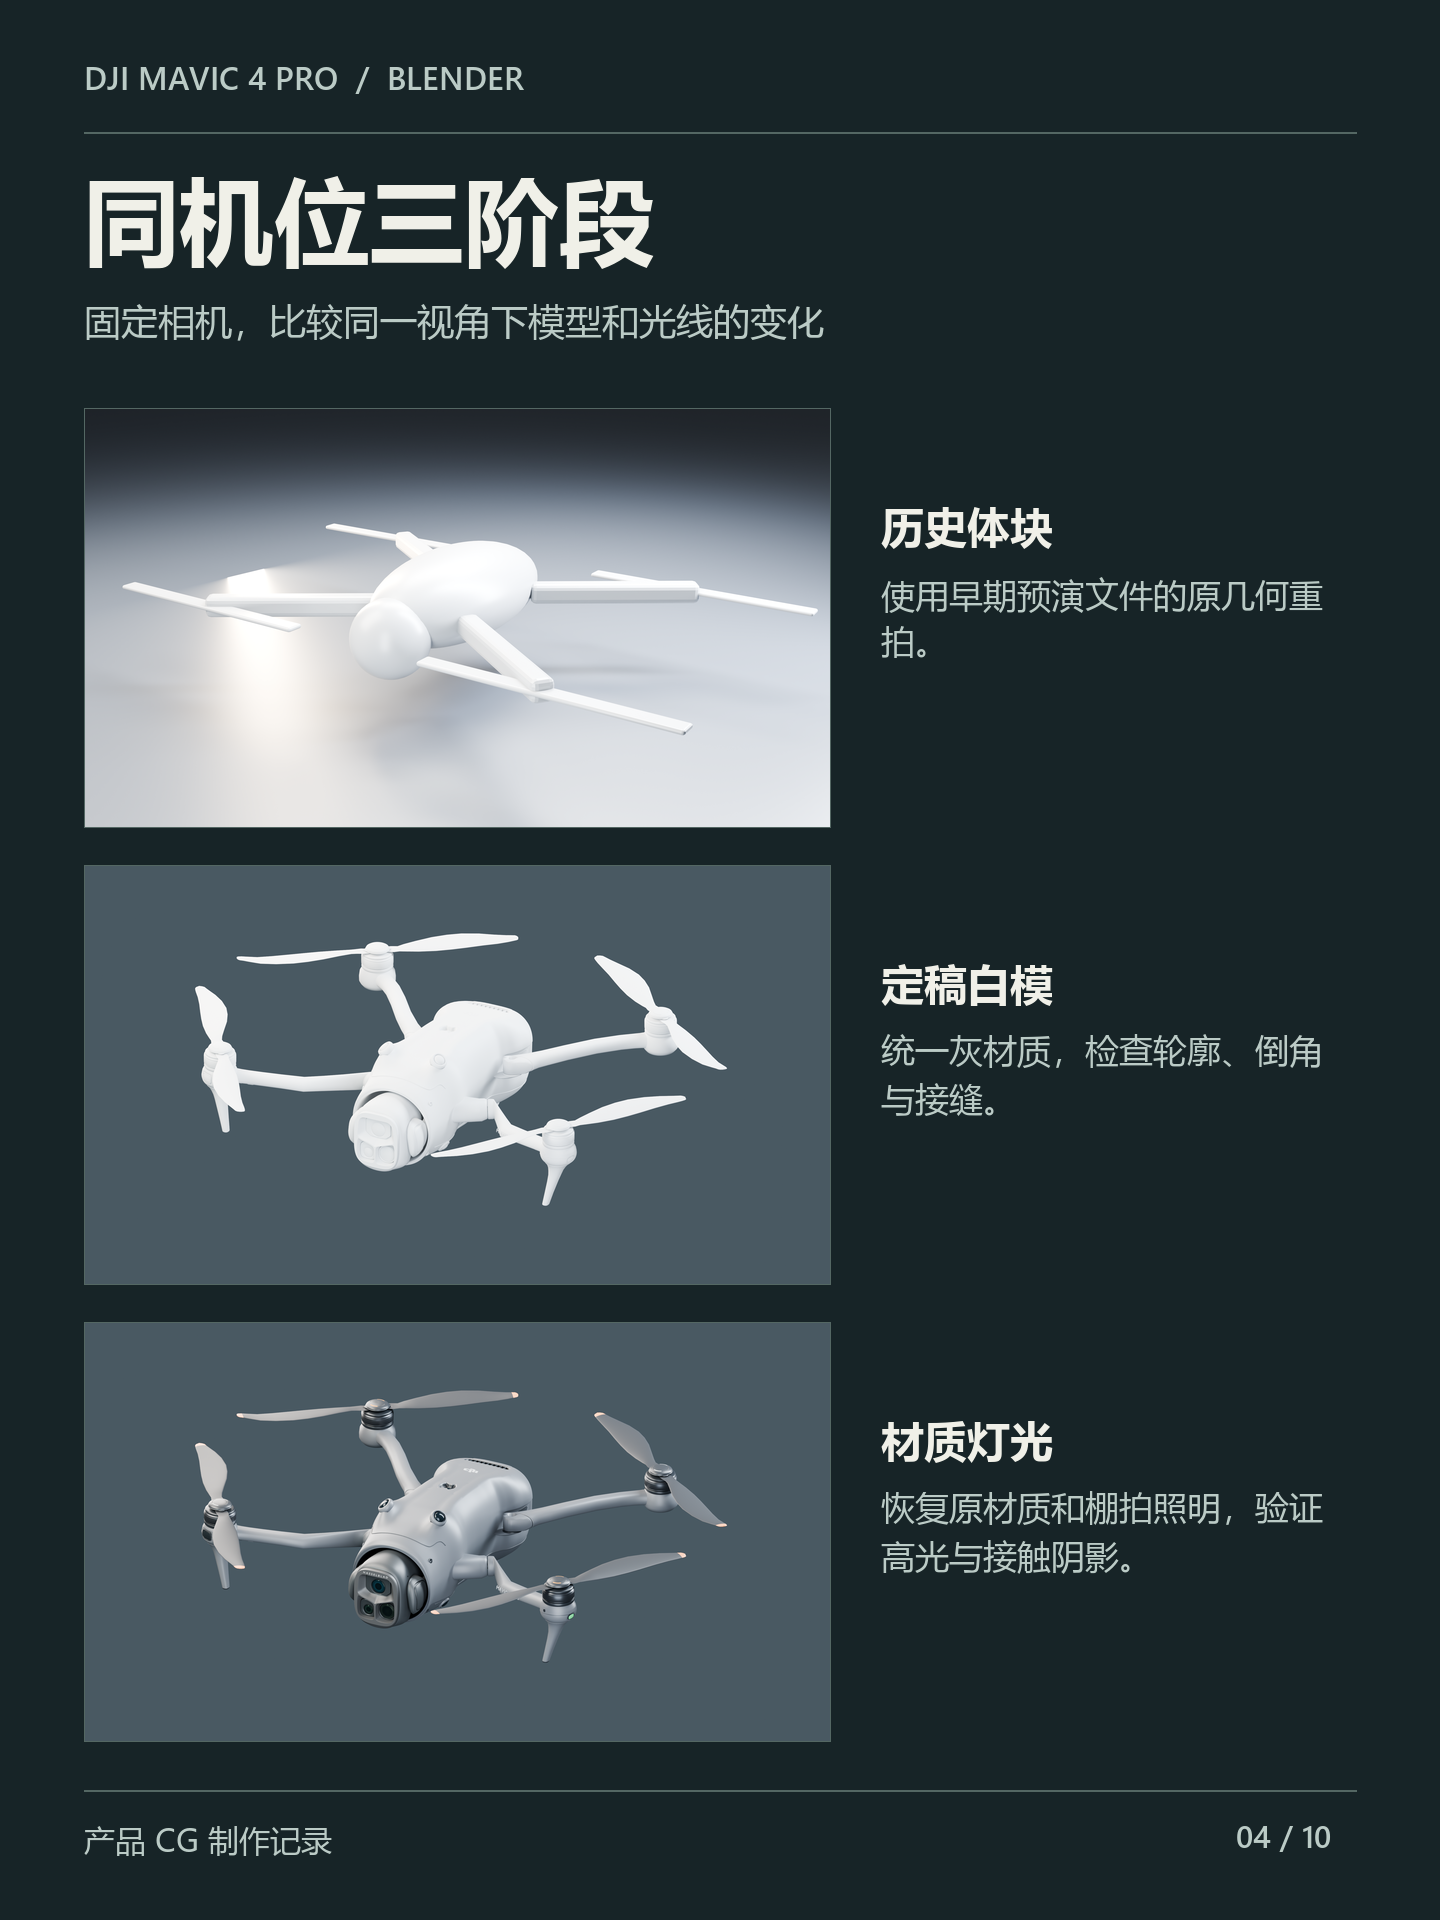 DJI MAVIC 4 PRO / BLENDER
同机位三阶段
固定相机，比较同一视角下模型和光线的变化
历史体块
使用早期预演文件的原几何重
拍。
定稿白模
统一灰材质，检查轮廓、倒角
与接缝。
材质灯光
恢复原材质和棚拍照明，验证
高光与接触阴影。
产品 CG 制作记录
04 / 10